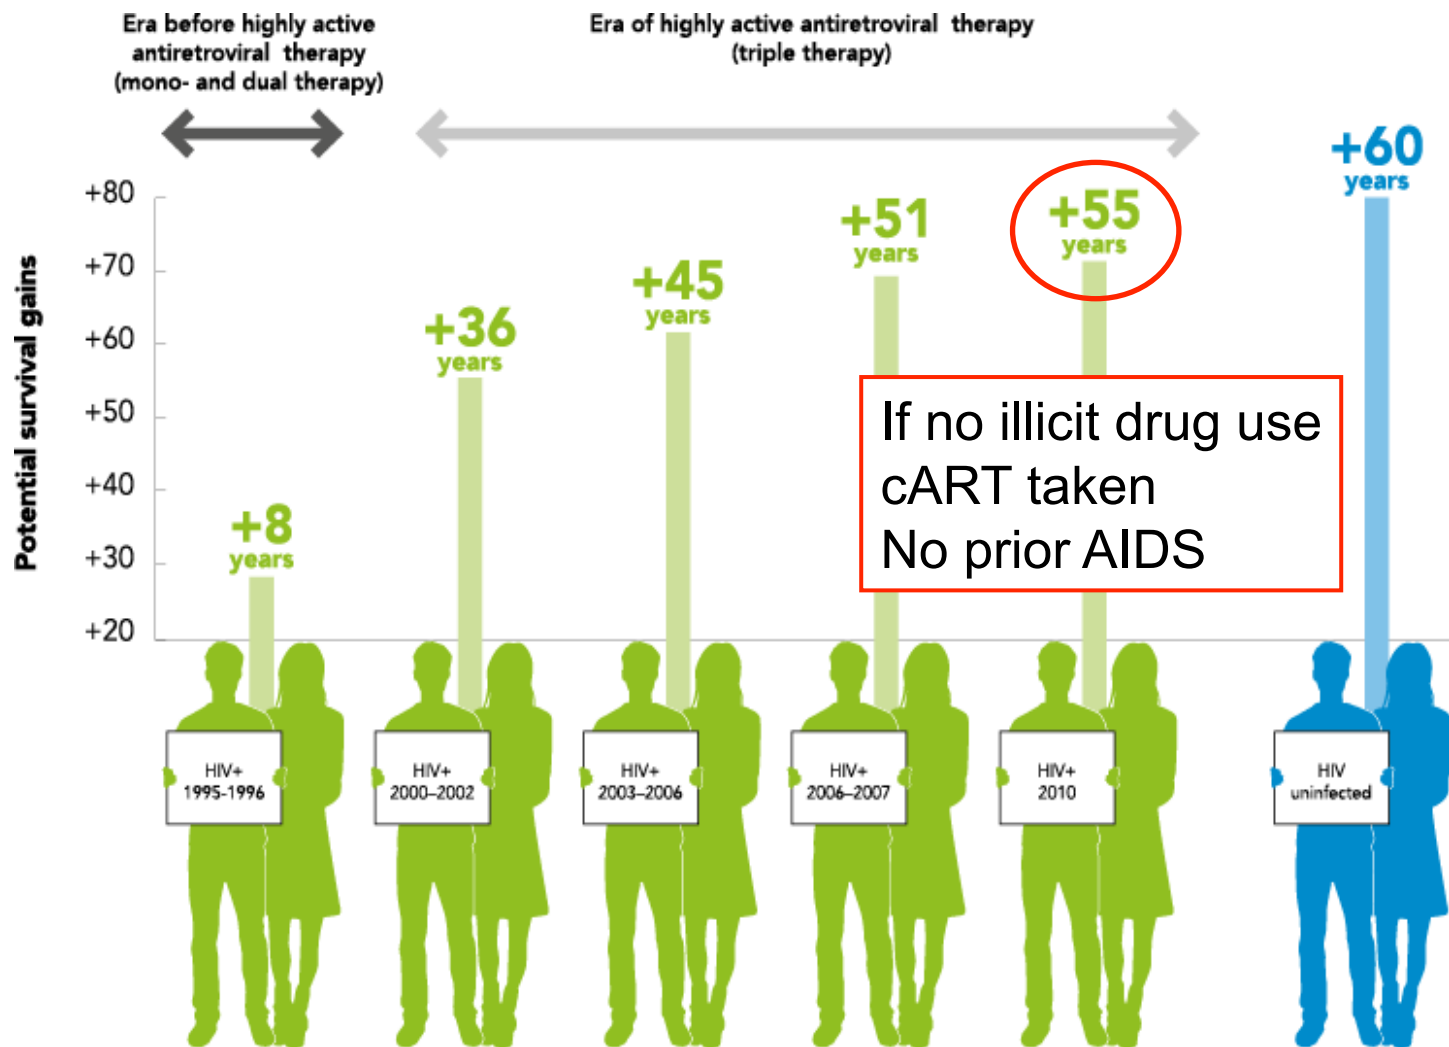 Era before highly active
antiretroviral therapy
(mono- and dual therapy)
Era of highly active antiretroviral therapy
(triple therapy)
Potential survival gains
+80
+70
+60
+50
+40
+30
+20
+8
years
+36
years
+45
years
+51
years
+55
years
+60
years
If no illicit drug use
cART taken
No prior AIDS
HIV+
1995-1996
HIV+
2000–2002
HIV+
2003–2006
HIV+
2006–2007
HIV+
2010
HIV
uninfected